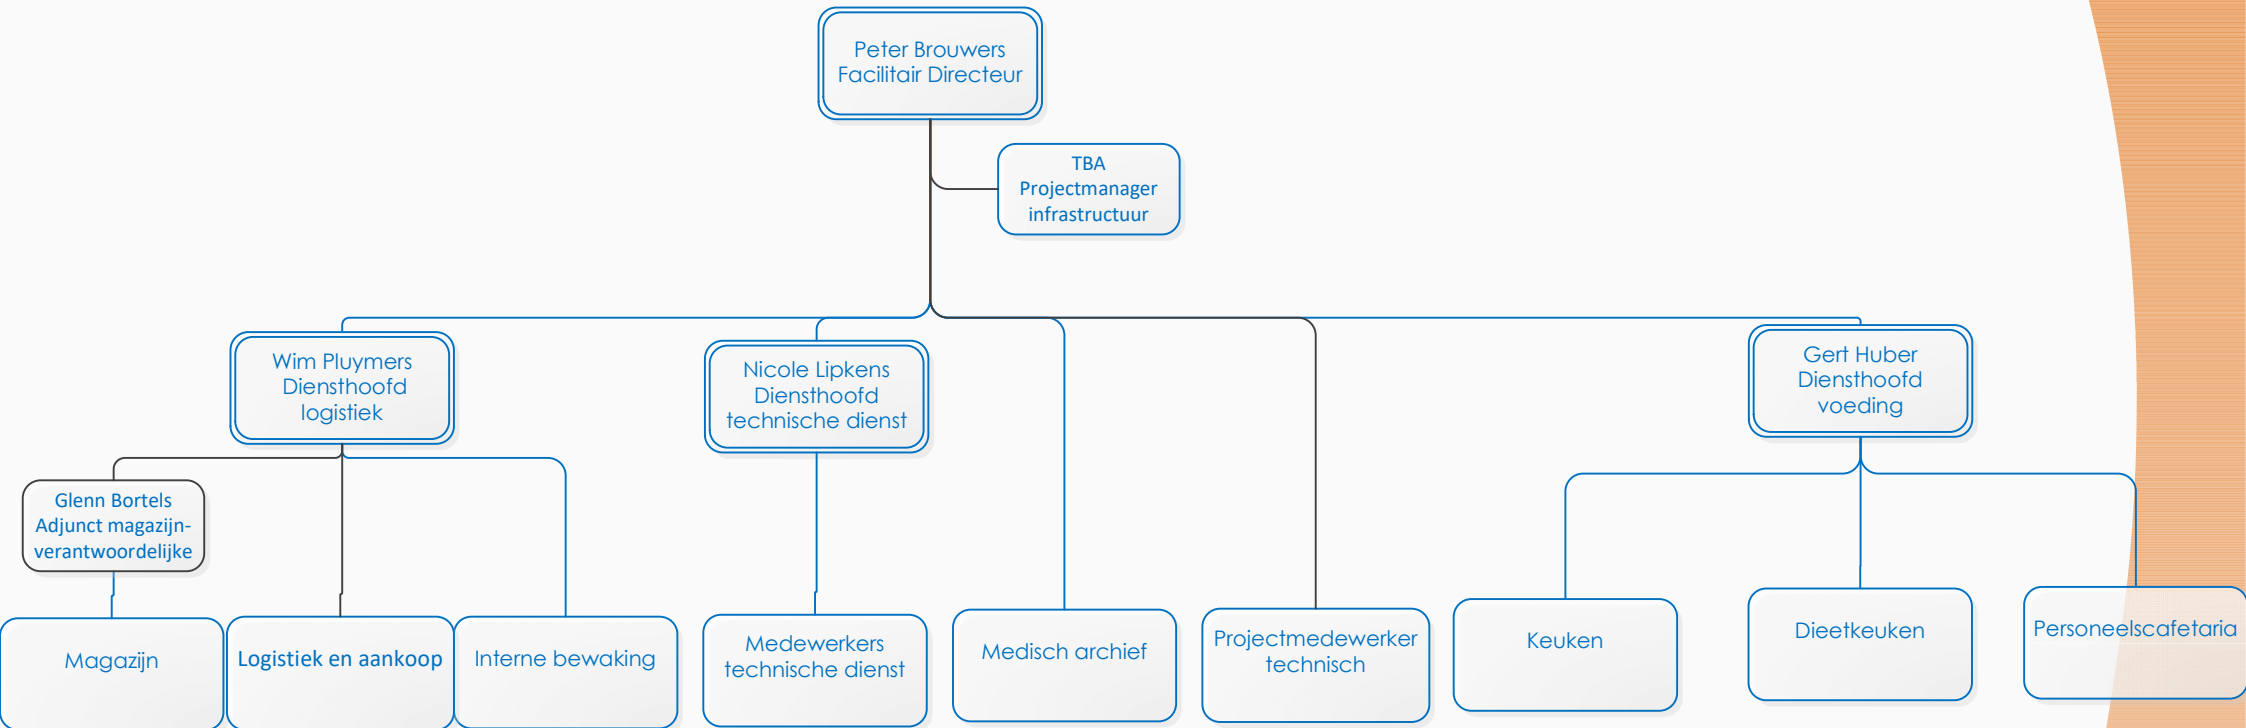 Peter Brouwers
Facilitair Directeur
TBA
Projectmanager
infrastructuur
Wim Pluymers
Diensthoofd
logistiek
Nicole Lipkens
Diensthoofd
technische dienst
Gert Huber
Diensthoofd
voeding
Glenn Bortels
Adjunct magazijn-
verantwoordelijke
Magazijn
Logistiek en aankoop
Interne bewaking
Medewerkers
technische dienst
Medisch archief
Projectmedewerker
technisch
Keuken
Dieetkeuken
Personeelscafetaria